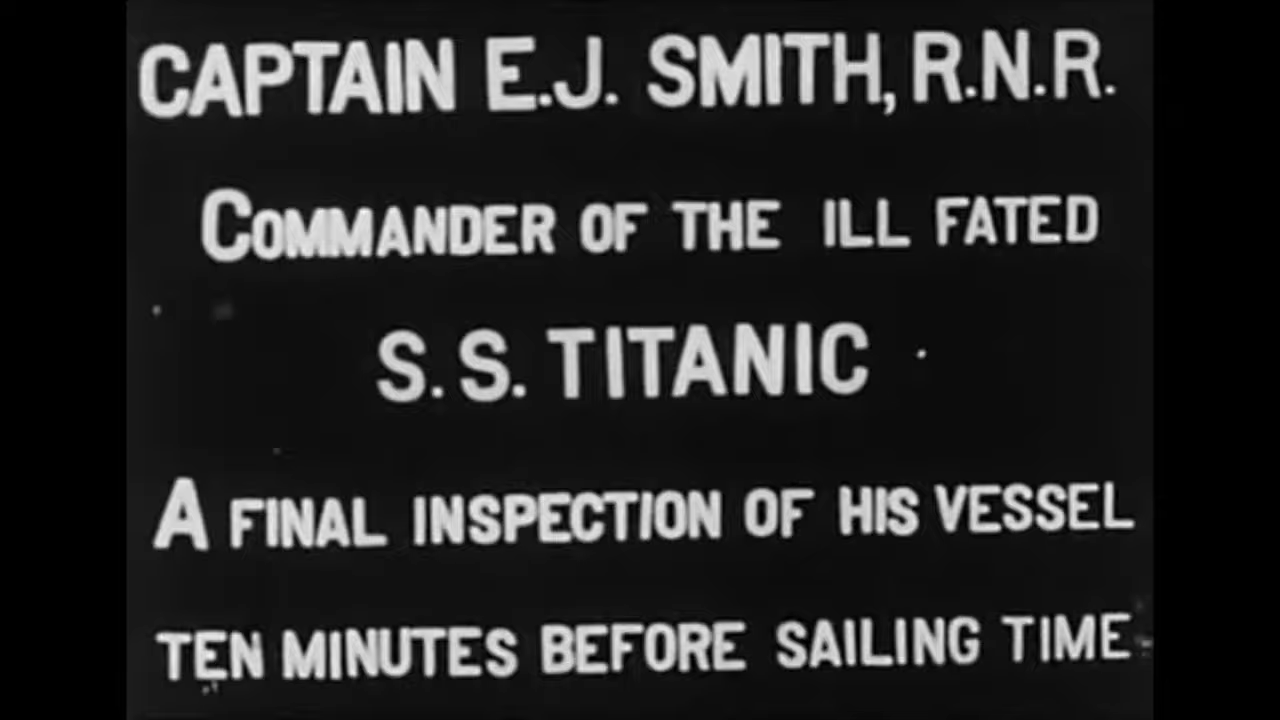 CAPTAIN E.J. SMITH, R.N.R.
COMMANDER OF THE ILL FATED
S.S. TITANIC
A FINAL INSPECTION OF HIS VESSEL
TEN MINUTES BEFORE SAILING TIME